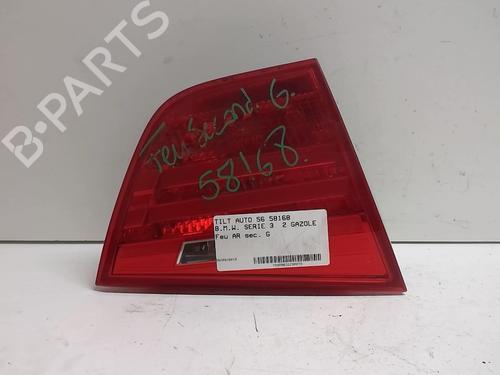 Feu Second. G.
58168.
TILT AUTO 56 58168
B.M.W. SERIE 3 2 GAZOLE
Feu AR sec. G
B-PARTS